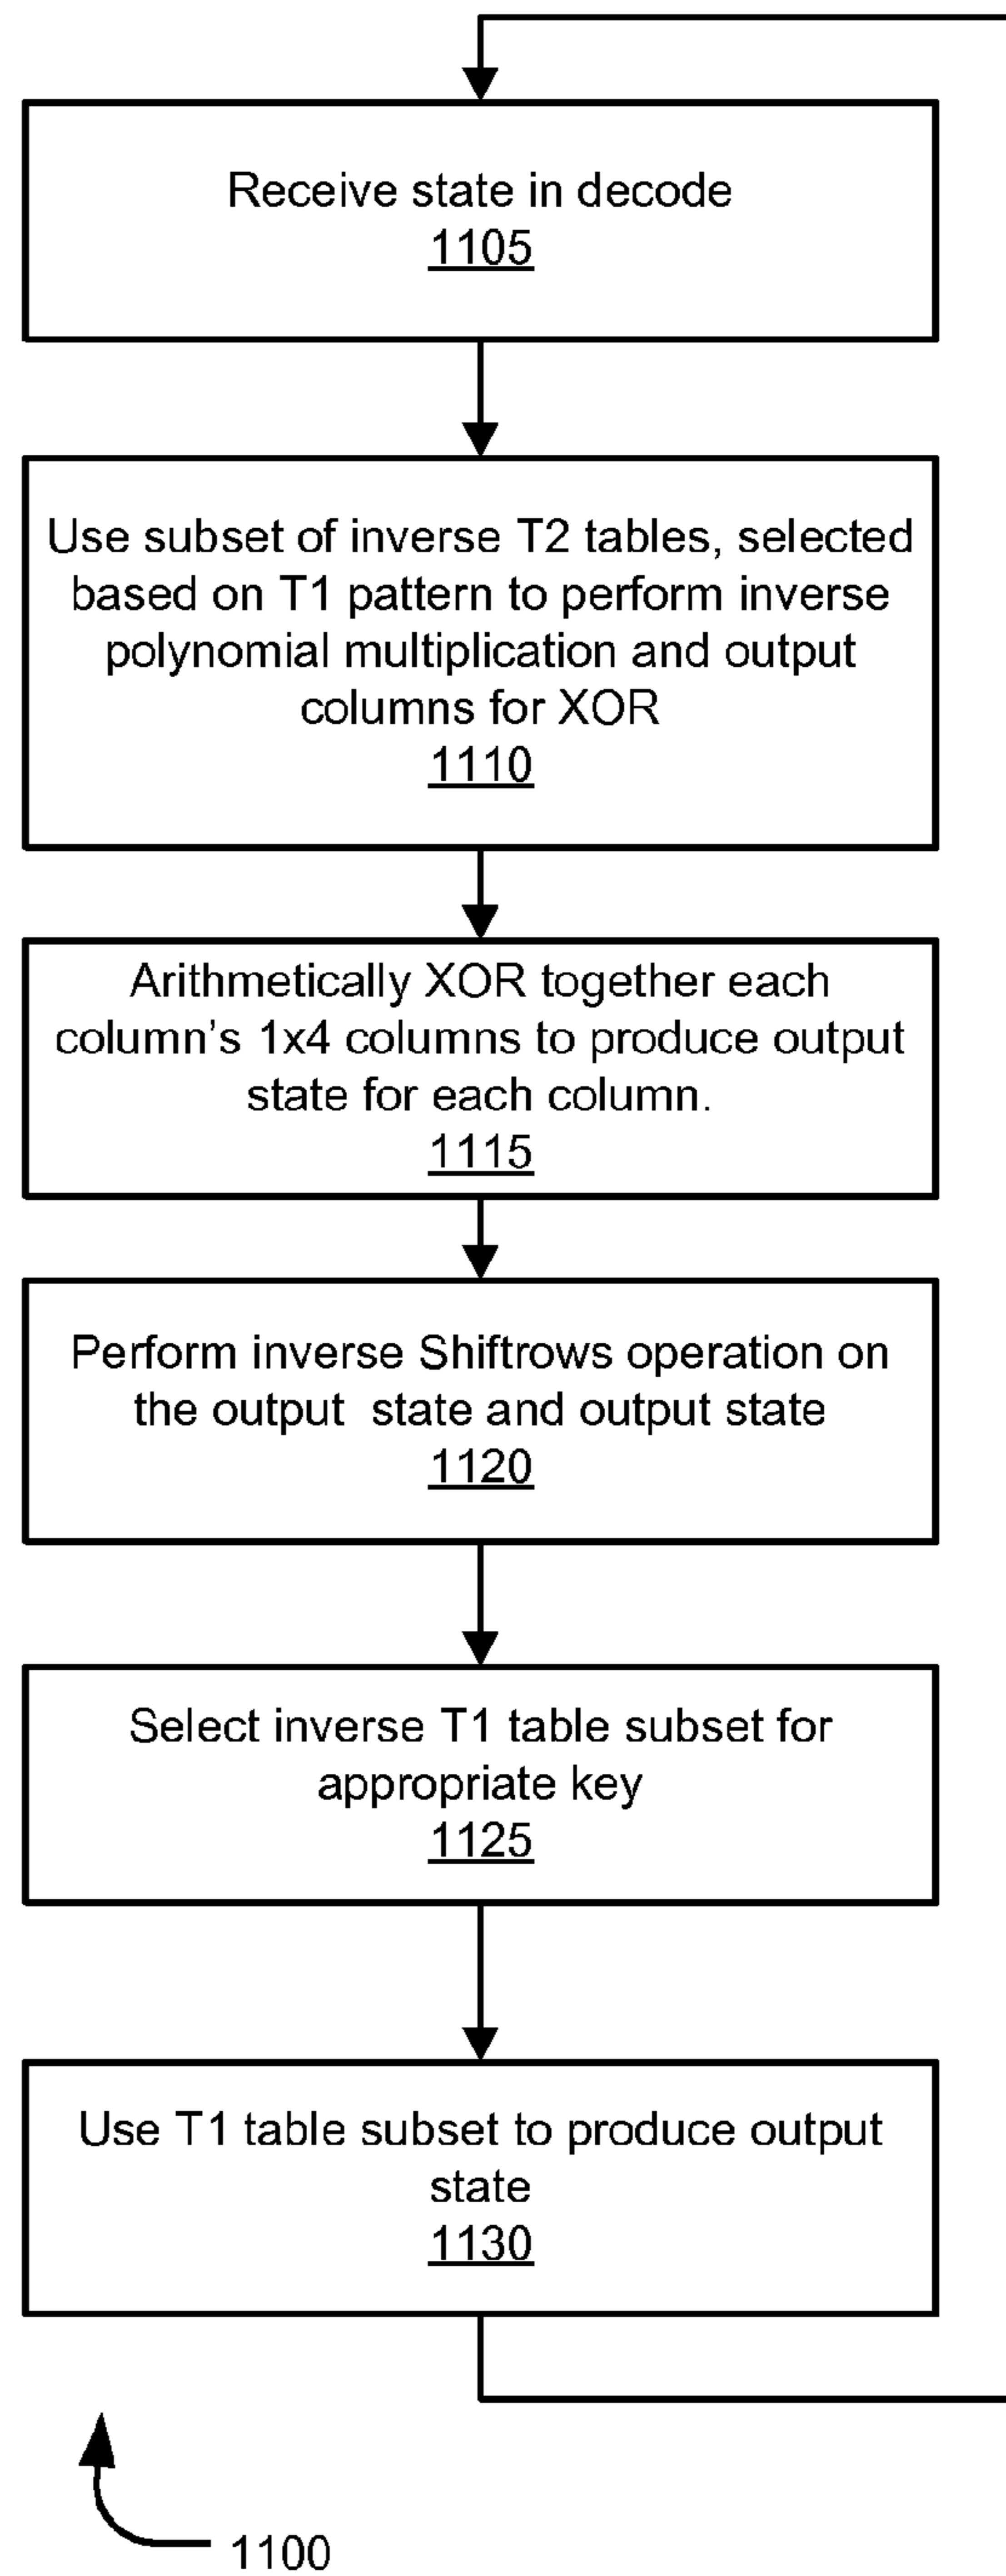 Receive state in decode
1105
Use subset of inverse T2 tables, selected
based on T1 pattern to perform inverse
polynomial multiplication and output
columns for XOR
1110
Arithmetically XOR together each
column's 1x4 columns to produce output
state for each column.
1115
Perform inverse Shiftrows operation on
the output  state and output state
1120
Select inverse T1 table subset for
appropriate key
1125
Use T1 table subset to produce output
state
1130
1100